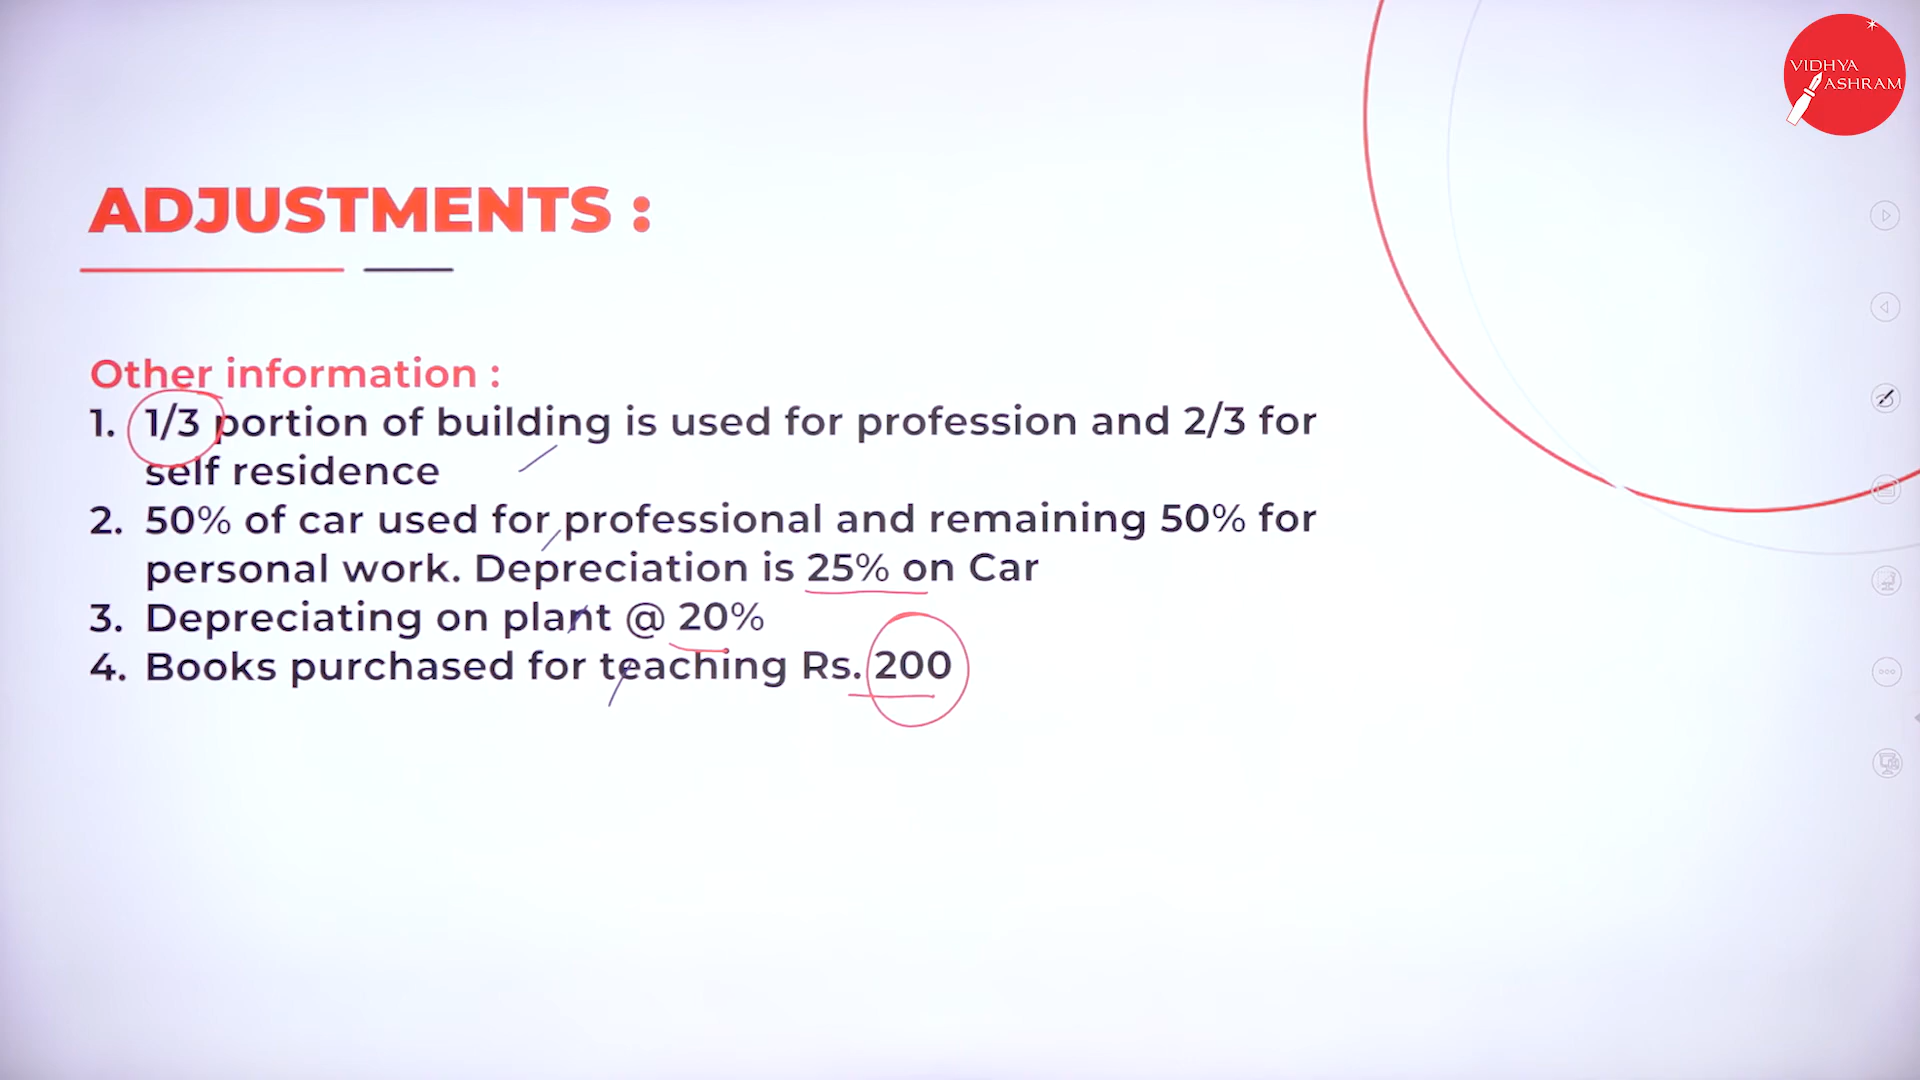 VIDHYA
ASHRAM
ADJUSTMENTS :
Other information :
1. 1/3 portion of building is used for profession and 2/3 for
self residence
2. 50% of car used for professional and remaining 50% for
personal work. Depreciation is 25% on Car
3. Depreciating on plant @ 20%
4. Books purchased for teaching Rs. 200